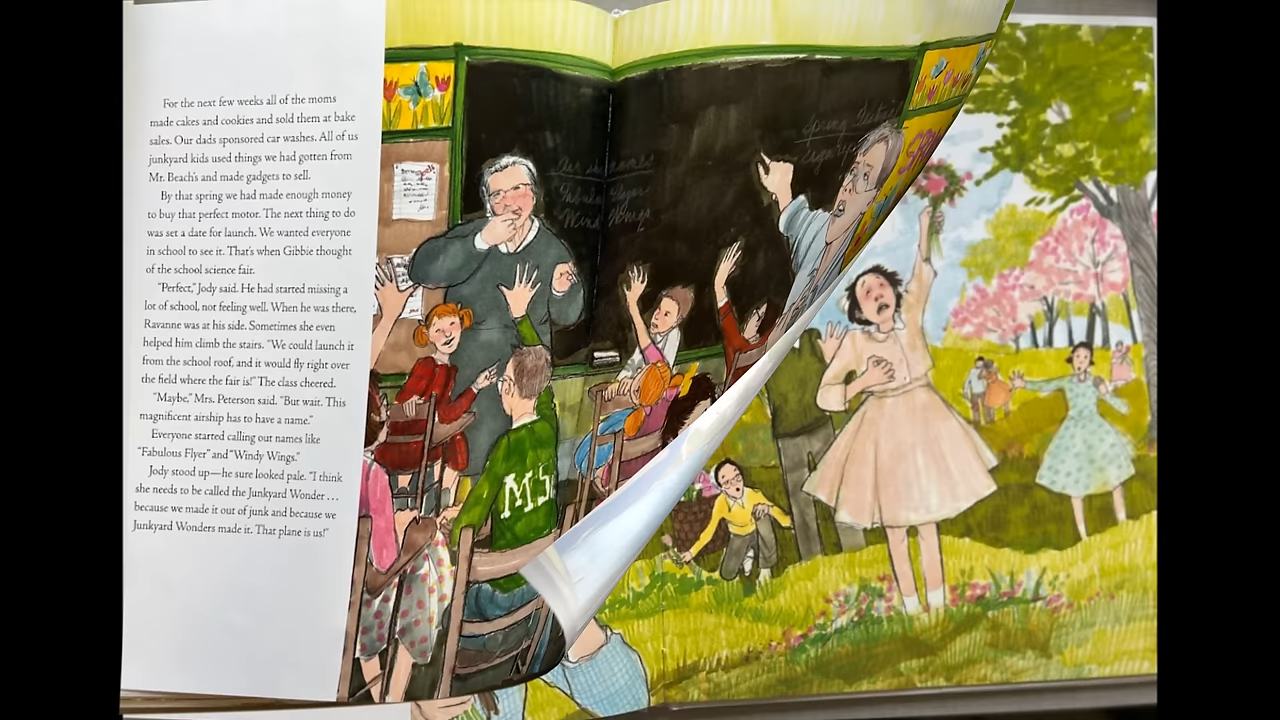 For the next few weeks all of the moms
made cakes and cookies and sold them at bake
sales. Our dads sponsored car washes. All of us
junkyard kids used things we had gotten from
Mr. Beach's and made gadgets to sell.
By that spring we had made enough money
to buy that perfect motor. The next thing to do
was set a date for launch. We wanted everyone
in school to see it. That's when Gibbie thought
of the school science fair.
"Perfect," Jody said. He had started missing a
lot of school, not feeling well. When he was there,
Ravanne was at his side. Sometimes she even
helped him climb the stairs. "We could launch it
from the school roof, and it would fly right over
the field where the fair is!" The class cheered.
"Maybe," Mrs. Peterson said. "But wait. This
magnificent airship has to have a name."
Everyone started calling out names like
"Fabulous Flyer" and "Windy Wings."
Jody stood up—he sure looked pale. "I think
she needs to be called the Junkyard Wonder . . .
because we made it out of junk and because we
Junkyard Wonders made it. That plane is us!"
Wind Wings
Spring
M.S.